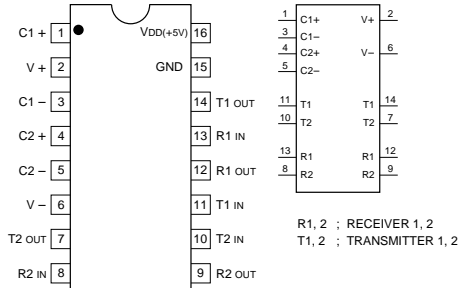 C1 + 1 VDD(+5V) 16
V + 2 GND 15
C1 − 3 14 T1 OUT
C2 + 4 13 R1 IN
C2 − 5 12 R1 OUT
V − 6 11 T1 IN
T2 OUT 7 10 T2 IN
R2 IN 8 9 R2 OUT
1 C1+ V+ 2
3 C1−
4 C2+ V− 6
5 C2−
11 T1 T1 14
10 T2 T2 7
13 R1 R1 12
8 R2 R2 9
R1, 2 ; RECEIVER 1, 2
T1, 2 ; TRANSMITTER 1, 2